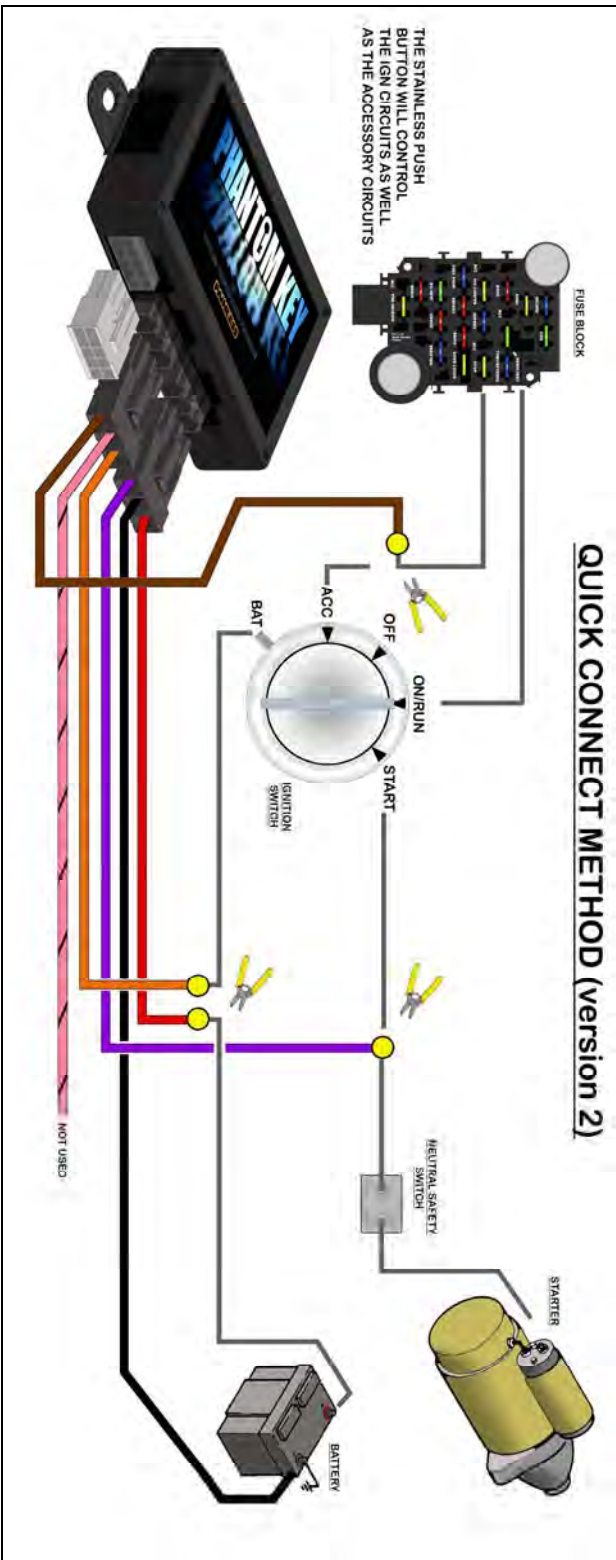 QUICK CONNECT METHOD (version 2)
THE STAINLESS PUSH
BUTTON WILL CONTROL
THE IGN CIRCUITS AS WELL
AS THE ACCESSORY CIRCUITS
FUSE BLOCK
PHANTOM KEY
ACC
OFF
ON/RUN
START
BAT
IGNITION
SWITCH
NEUTRAL SAFETY
SWITCH
STARTER
BATTERY
NOT USED